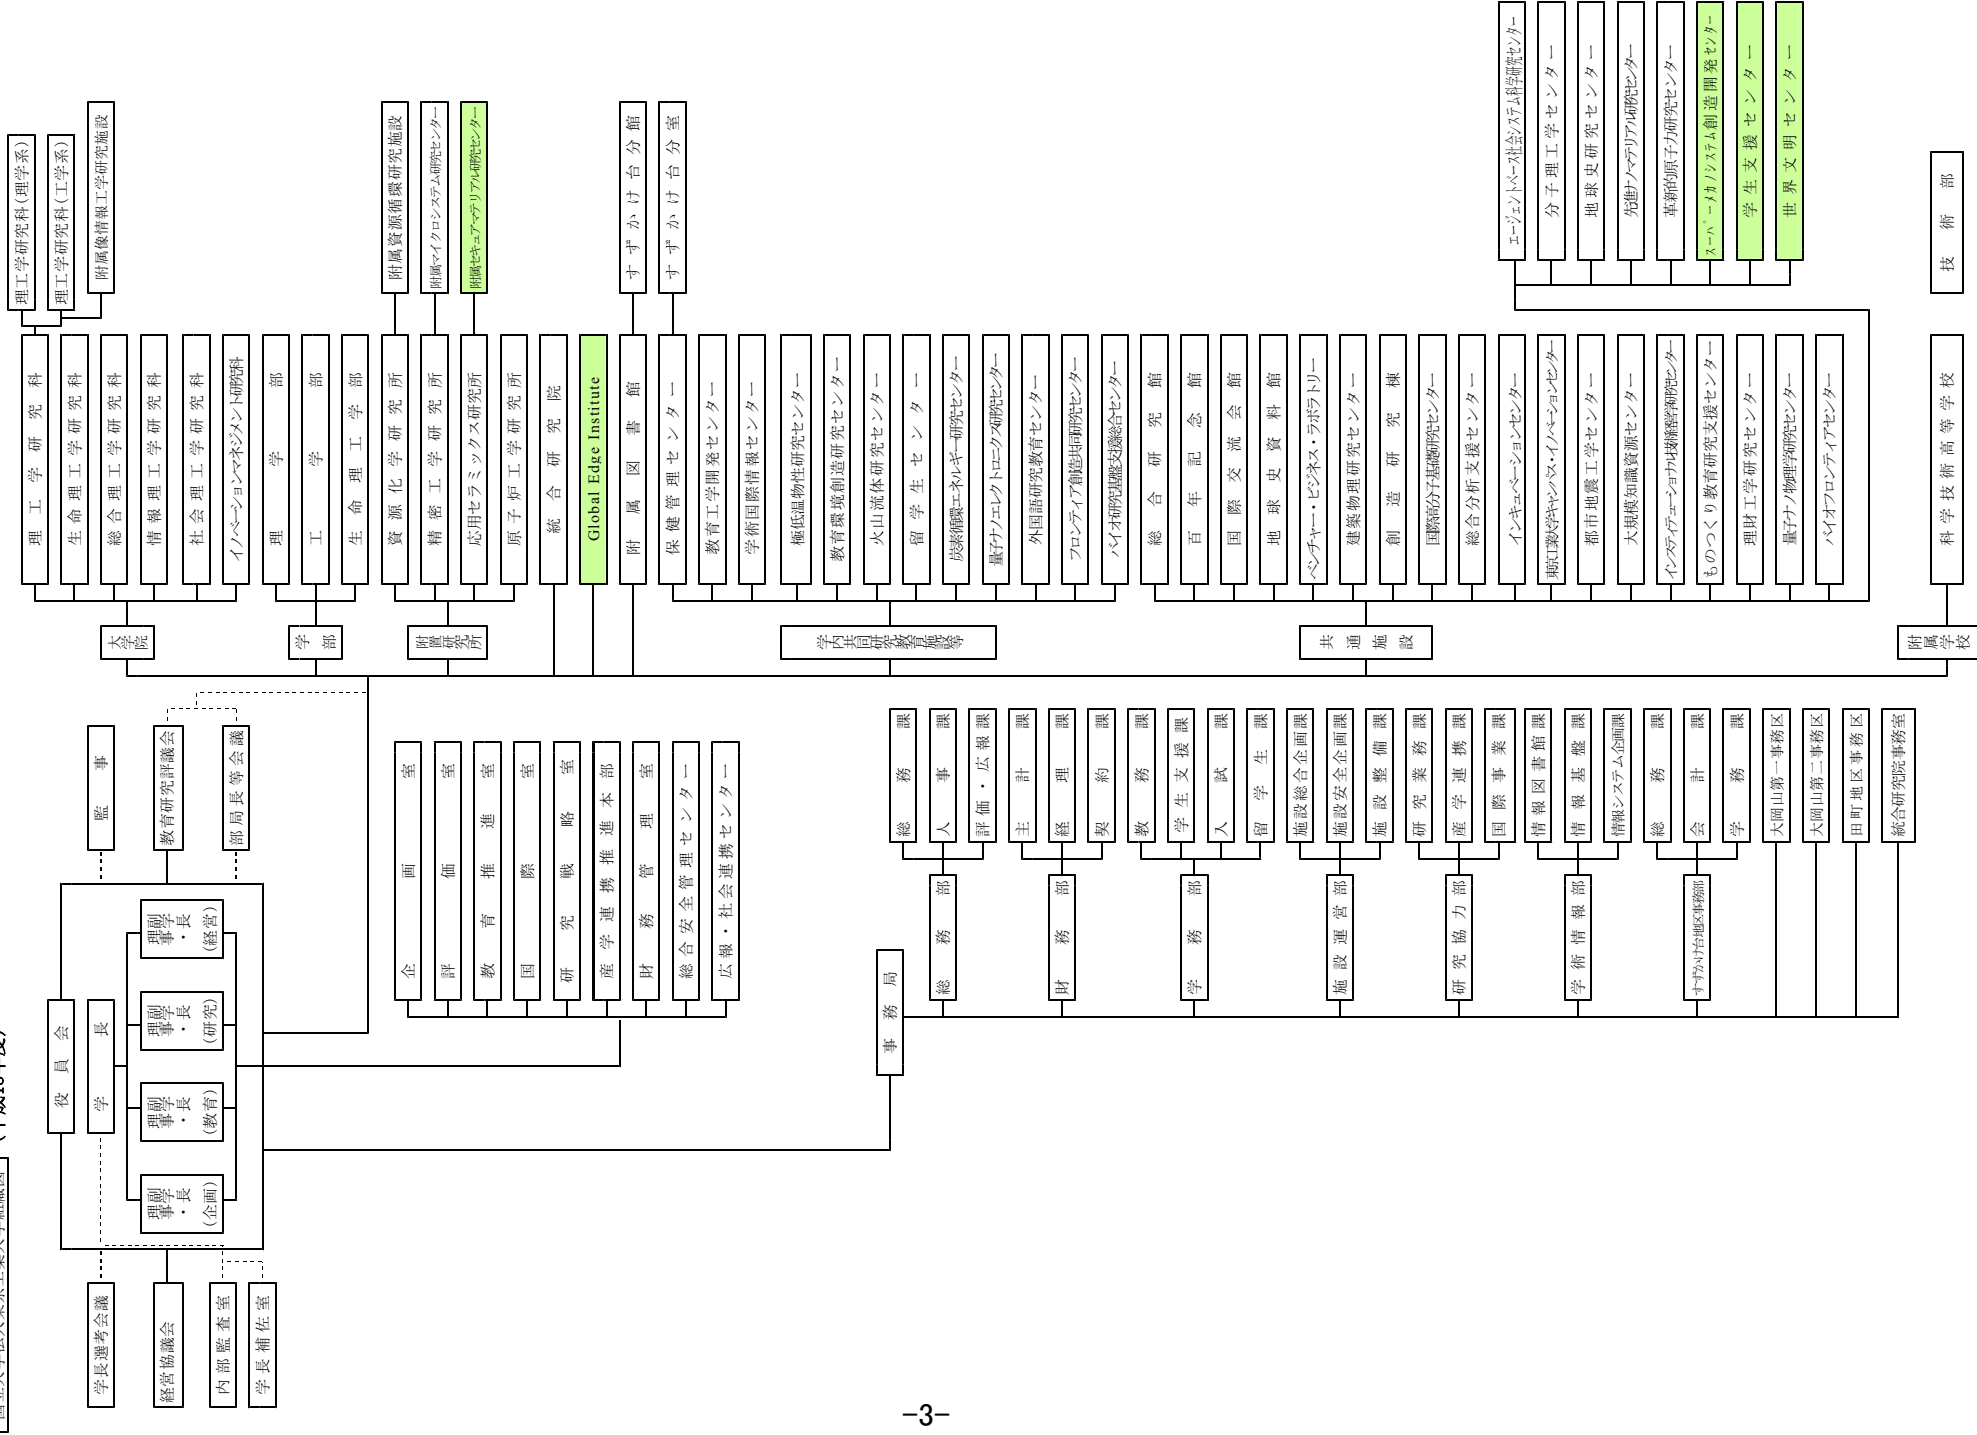 役員会
学長
理事・副学長(企画)
理事・副学長(教育)
理事・副学長(研究)
理事・副学長(経営)
学長選考会議
経営協議会
内部監査室
学長補佐室
監事
教育研究評議会
部局長等会議
大学院
理工学研究科
理工学研究科(理学系)
理工学研究科(工学系)
附属像情報工学研究施設
生命理工学研究科
総合理工学研究科
情報理工学研究科
社会理工学研究科
イノベーションマネジメント研究科
学部
理学部
工学部
生命理工学部
附置研究所
資源化学研究所
附属資源循環研究施設
精密工学研究所
附属マイクロシステム研究センター
応用セラミックス研究所
附属セキュアマテリアル研究センター
原子炉工学研究所
統合研究院
Global Edge Institute
附属図書館
すずかけ台分館
学内共同研究教育施設等
保健管理センター
すずかけ台分室
教育工学開発センター
学術国際情報センター
極低温物性研究センター
教育環境創造研究センター
火山流体研究センター
留学生センター
炭素循環エネルギー研究センター
量子ナノエレクトロニクス研究センター
外国語研究教育センター
フロンティア創造共同研究センター
バイオ研究基盤支援総合センター
共通施設
総合研究館
百年記念館
国際交流会館
地球史資料館
ベンチャー・ビジネス・ラボラトリー
建築物理研究センター
創造研究棟
国際高分子基礎研究センター
総合分析支援センター
インキュベーションセンター
東京工業大学キャンパス・イノベーションセンター
都市地震工学センター
大規模知識資源センター
インスティテューショナル技術経営学研究センター
ものつくり教育研究支援センター
理財工学研究センター
量子ナノ物理学研究センター
バイオフロンティアセンター
エージェントベース社会システム科学研究センター
分子理工学センター
地球史研究センター
先進ナノマテリアル研究センター
革新的原子力研究センター
スーパーメカノシステム創造開発センター
学生支援センター
世界文明センター
附属学校
科学技術高等学校
技術部
企画室
評価室
教育推進室
国際室
研究戦略室
産学連携推進本部
財務管理室
総合安全管理センター
広報・社会連携センター
事務局
総務部
総務課
人事課
評価・広報課
財務部
主計課
経理課
契約課
学務部
教務課
学生支援課
入試課
留学生課
施設運営部
施設総合企画課
施設安全企画課
施設整備課
研究協力部
研究業務課
産学連携課
国際事業課
学術情報部
情報図書館課
情報基盤課
情報システム企画課
すずかけ台地区事務部
総務課
会計課
学務課
大岡山第一事務区
大岡山第二事務区
田町地区事務区
統合研究院事務室
-3-